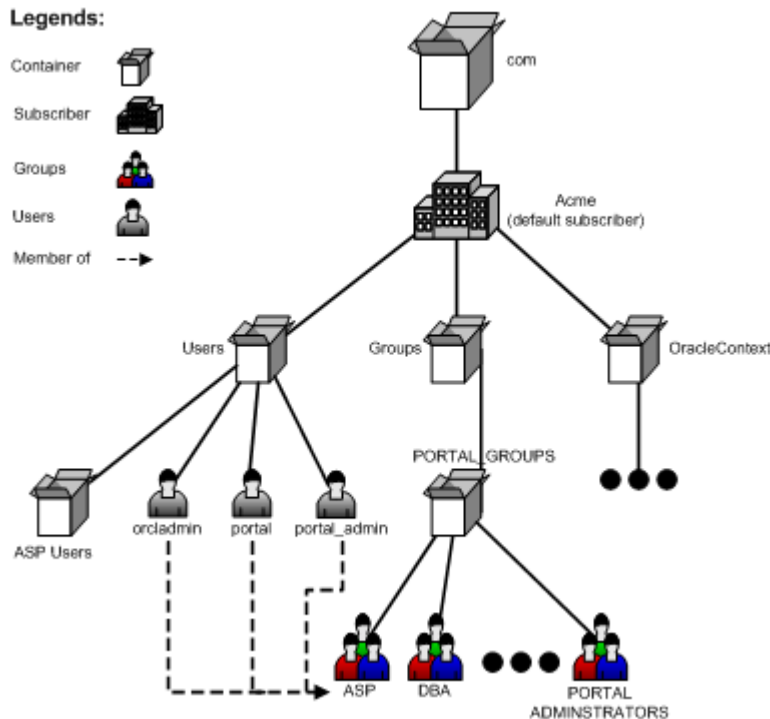 Legends:
Container
Subscriber
Groups
Users
Member of
com
Acme
(default subscriber)
Users
Groups
OracleContext
PORTAL_GROUPS
ASP Users
orcladmin
portal
portal_admin
ASP
DBA
PORTAL
ADMINSTRATORS